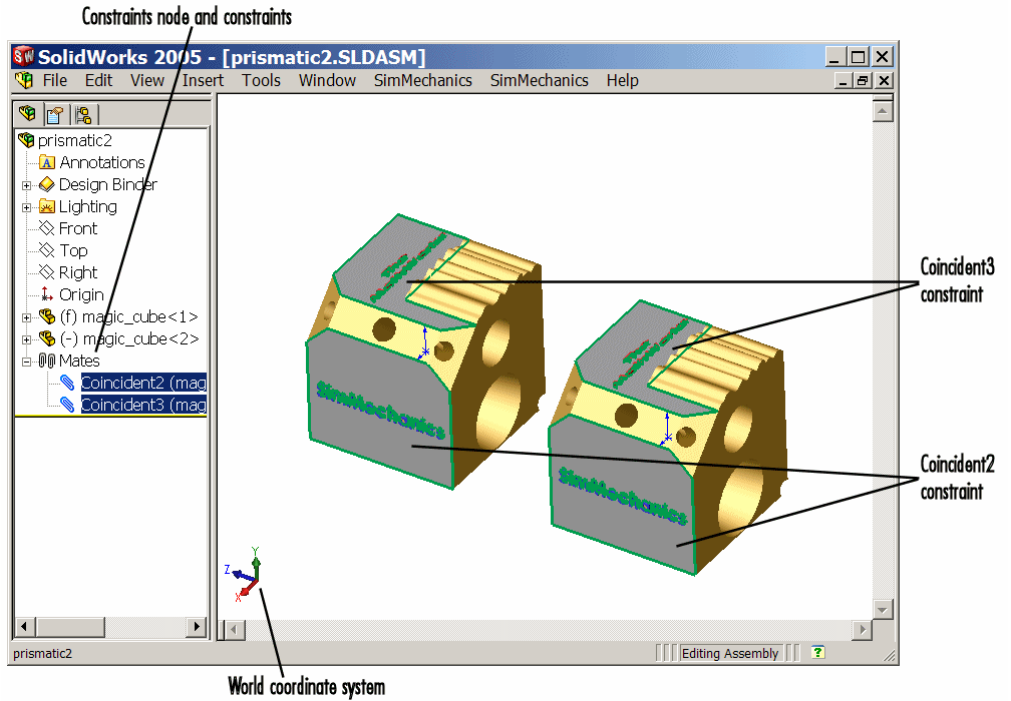 Constraints node and constraints
SolidWorks 2005 - [prismatic2.SLDASM]
File Edit View Insert Tools Window SimMechanics SimMechanics Help
prismatic2
A Annotations
Design Binder
Lighting
Front
Top
Right
Origin
(f) magic_cube<1>
(-) magic_cube<2>
Mates
Coincident2 (mag
Coincident3 (mag
SimMechanics
SimMechanics
Coincident3
constraint
Coincident2
constraint
Y
Z
X
prismatic2
Editing Assembly
?
World coordinate system